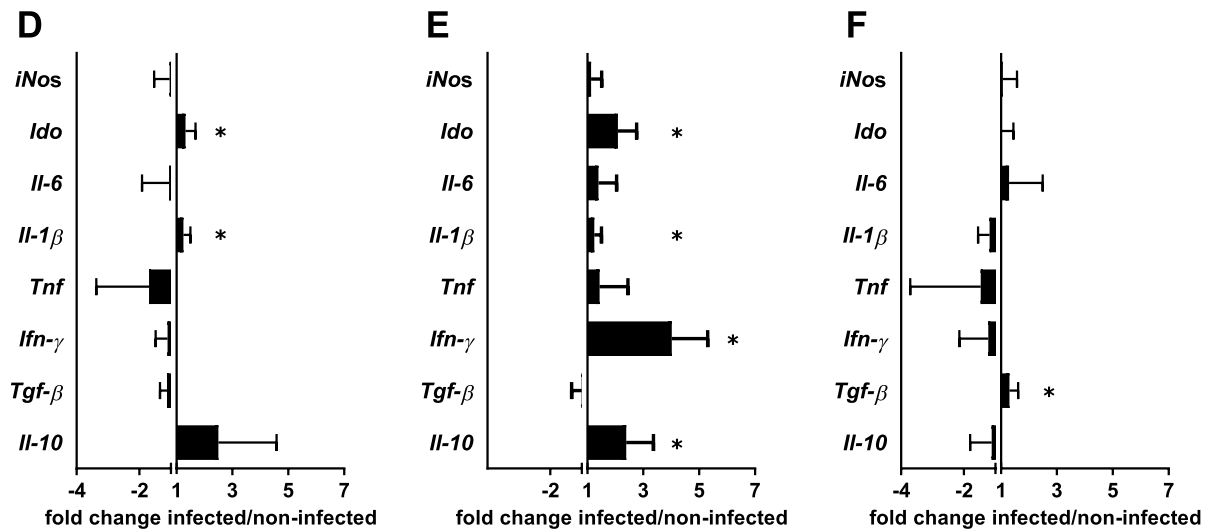 D
iNos
Ido
Il-6
Il-1β
Tnf
Ifn-γ
Tgf-β
Il-10
-4 -2 1 3 5 7
fold change infected/non-infected
E
iNos
Ido *
Il-6
Il-1β *
Tnf
Ifn-γ *
Tgf-β
Il-10 *
-2 1 3 5 7
fold change infected/non-infected
F
iNos
Ido
Il-6
Il-1β
Tnf
Ifn-γ
Tgf-β *
Il-10
-4 -2 1 3 5 7
fold change infected/non-infected